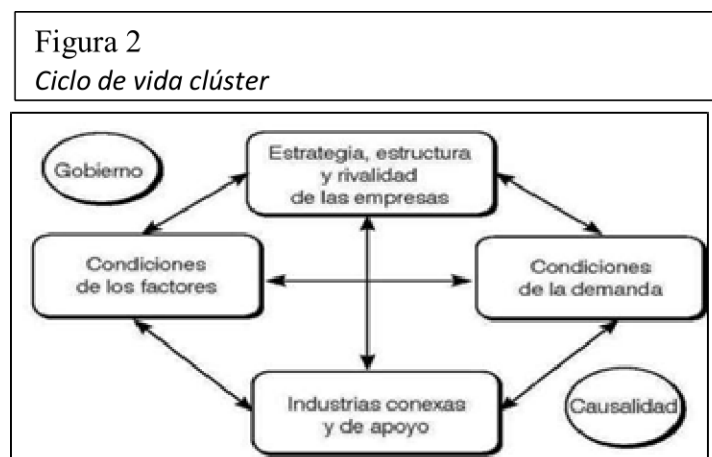 Figura 2
Ciclo de vida clúster
Gobierno
Estrategia, estructura
y rivalidad
de las empresas
Condiciones
de los factores
Condiciones
de la demanda
Industrias conexas
y de apoyo
Causalidad